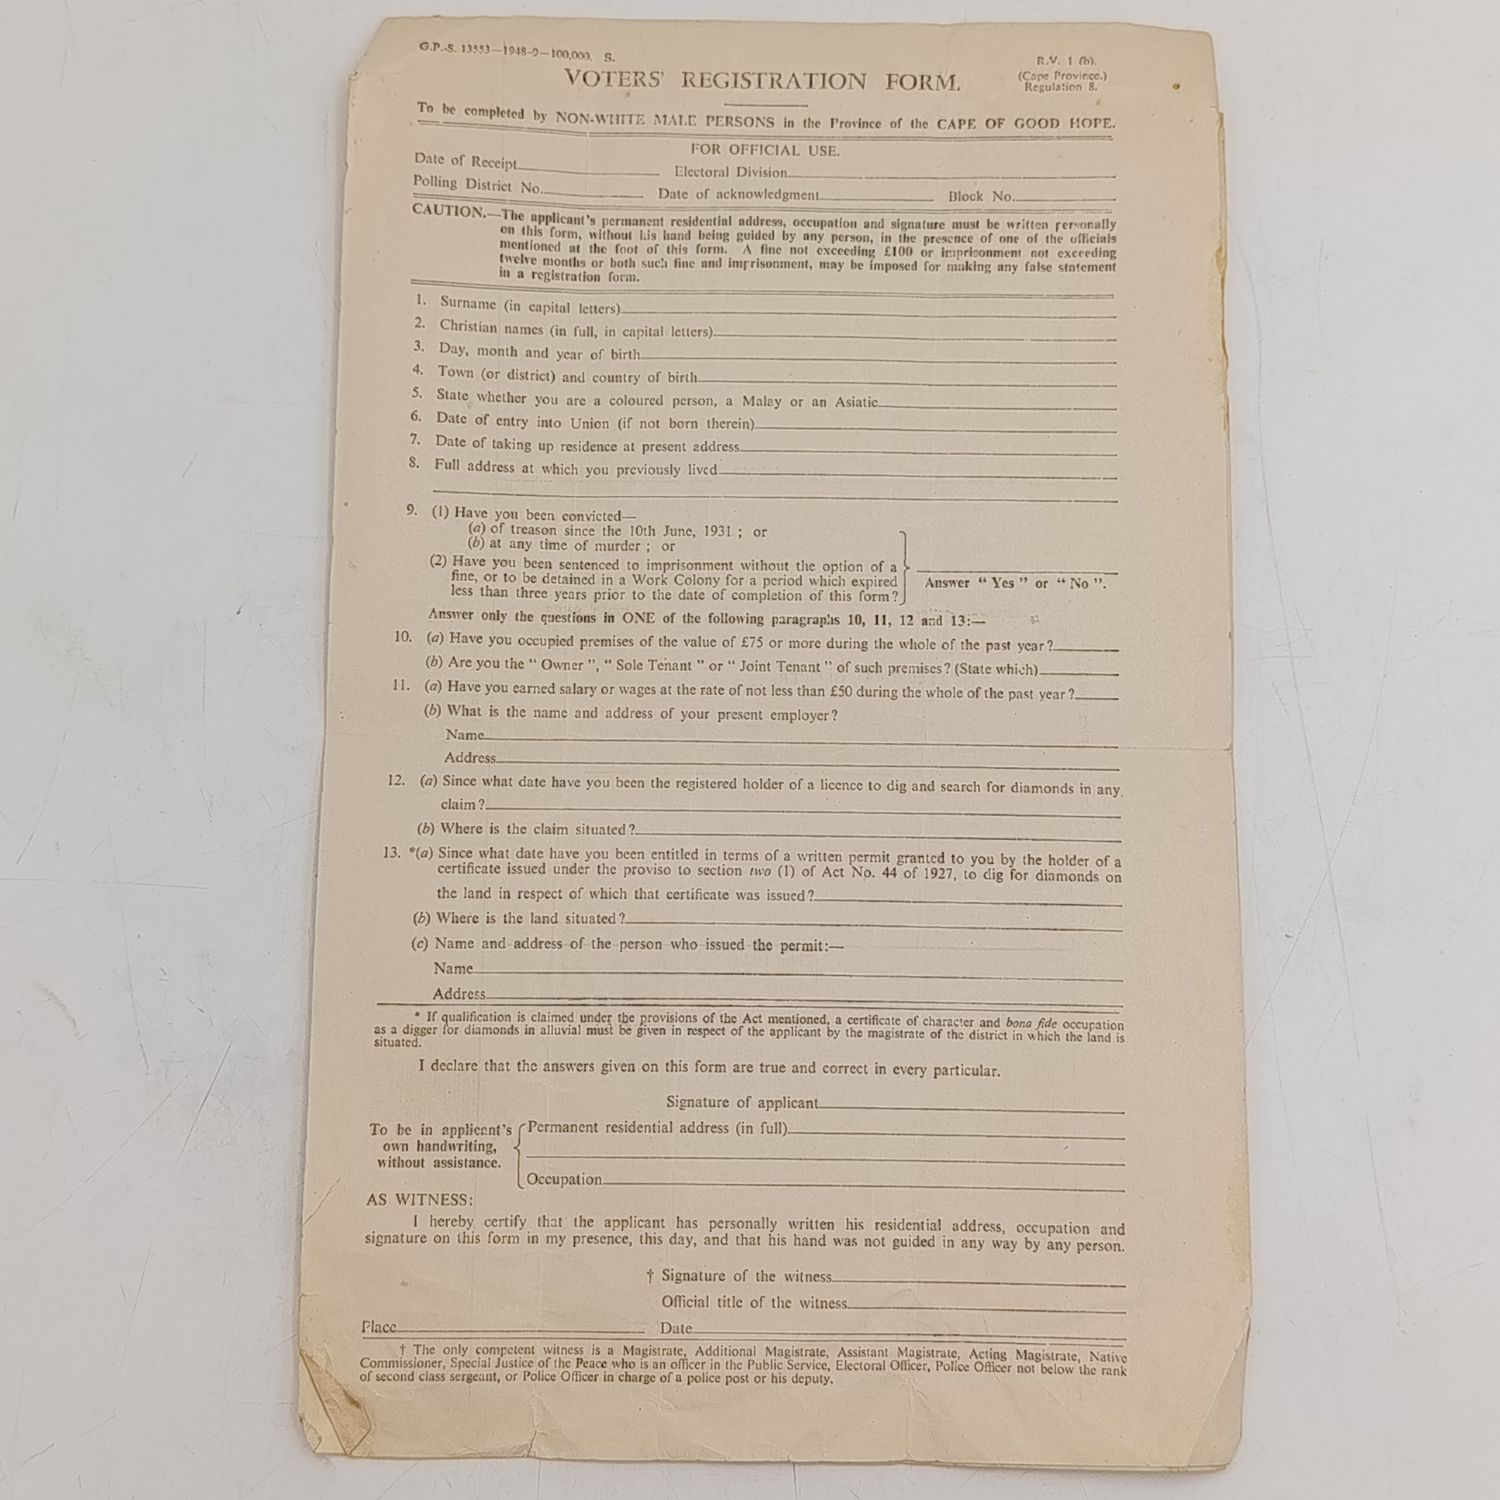 G.P.-S. 13553—1948-9—100,000. S.
R.V. 1 (b).
(Cape Province.)
Regulation 8.
VOTERS' REGISTRATION FORM.
To be completed by NON-WHITE MALE PERSONS in the Province of the CAPE OF GOOD HOPE.
FOR OFFICIAL USE.
Date of Receipt Electoral Division
Polling District No. Date of acknowledgment Block No.
CAUTION.—The applicant's permanent residential address, occupation and signature must be written personally
on this form, without his hand being guided by any person, in the presence of one of the officials
mentioned at the foot of this form. A fine not exceeding £100 or imprisonment not exceeding
twelve months or both such fine and imprisonment, may be imposed for making any false statement
in a registration form.
1. Surname (in capital letters)
2. Christian names (in full, in capital letters)
3. Day, month and year of birth
4. Town (or district) and country of birth
5. State whether you are a coloured person, a Malay or an Asiatic
6. Date of entry into Union (if not born therein)
7. Date of taking up residence at present address
8. Full address at which you previously lived
9. (1) Have you been convicted—
(a) of treason since the 10th June, 1931 ; or
(b) at any time of murder ; or
(2) Have you been sentenced to imprisonment without the option of a
fine, or to be detained in a Work Colony for a period which expired
less than three years prior to the date of completion of this form?
Answer “ Yes ” or “ No ”.
Answer only the questions in ONE of the following paragraphs 10, 11, 12 and 13:—
10. (a) Have you occupied premises of the value of £75 or more during the whole of the past year?
(b) Are you the “ Owner ”, “ Sole Tenant ” or “ Joint Tenant ” of such premises? (State which)
11. (a) Have you earned salary or wages at the rate of not less than £50 during the whole of the past year?
(b) What is the name and address of your present employer?
Name
Address
12. (a) Since what date have you been the registered holder of a licence to dig and search for diamonds in any
claim?
(b) Where is the claim situated?
13. *(a) Since what date have you been entitled in terms of a written permit granted to you by the holder of a
certificate issued under the proviso to section two (1) of Act No. 44 of 1927, to dig for diamonds on
the land in respect of which that certificate was issued?
(b) Where is the land situated?
(c) Name and address of the person who issued the permit:—
Name
Address
* If qualification is claimed under the provisions of the Act mentioned, a certificate of character and bona fide occupation
as a digger for diamonds in alluvial must be given in respect of the applicant by the magistrate of the district in which the land is
situated.
I declare that the answers given on this form are true and correct in every particular.
Signature of applicant
To be in applicant's
own handwriting,
without assistance.
Permanent residential address (in full)
Occupation
AS WITNESS:
I hereby certify that the applicant has personally written his residential address, occupation and
signature on this form in my presence, this day, and that his hand was not guided in any way by any person.
† Signature of the witness
Official title of the witness
Place Date
† The only competent witness is a Magistrate, Additional Magistrate, Assistant Magistrate, Acting Magistrate, Native
Commissioner, Special Justice of the Peace who is an officer in the Public Service, Electoral Officer, Police Officer not below the rank
of second class sergeant, or Police Officer in charge of a police post or his deputy.